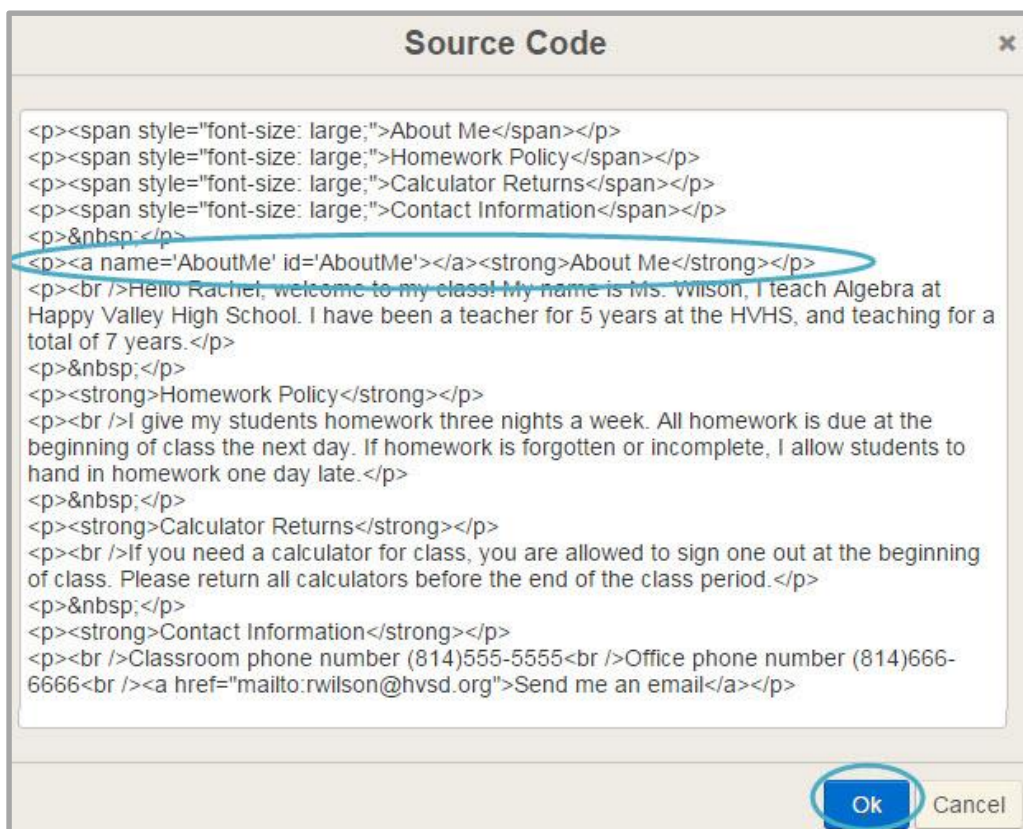 Source Code ×
<p><span style="font-size: large;">About Me</span></p>
<p><span style="font-size: large;">Homework Policy</span></p>
<p><span style="font-size: large;">Calculator Returns</span></p>
<p><span style="font-size: large;">Contact Information</span></p>
<p>&nbsp;</p>
<p><a name='AboutMe' id='AboutMe'></a><strong>About Me</strong></p>
<p><br />Hello Rachel, welcome to my class! My name is Ms. Wilson, I teach Algebra at
Happy Valley High School. I have been a teacher for 5 years at the HVHS, and teaching for a
total of 7 years.</p>
<p>&nbsp;</p>
<p><strong>Homework Policy</strong></p>
<p><br />I give my students homework three nights a week. All homework is due at the
beginning of class the next day. If homework is forgotten or incomplete, I allow students to
hand in homework one day late.</p>
<p>&nbsp;</p>
<p><strong>Calculator Returns</strong></p>
<p><br />If you need a calculator for class, you are allowed to sign one out at the beginning
of class. Please return all calculators before the end of the class period.</p>
<p>&nbsp;</p>
<p><strong>Contact Information</strong></p>
<p><br />Classroom phone number (814)555-5555<br />Office phone number (814)666-
6666<br /><a href="mailto:rwilson@hvsd.org">Send me an email</a></p>
Ok Cancel